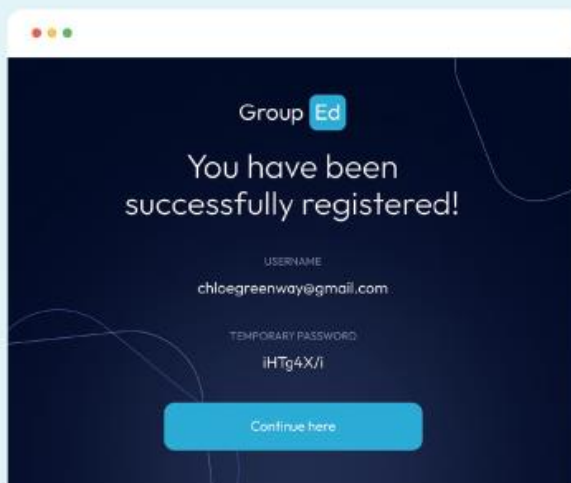 Group Ed
You have been
successfully registered!
USERNAME
chloegreenway@gmail.com
TEMPORARY PASSWORD
iHTg4X/i
Continue here